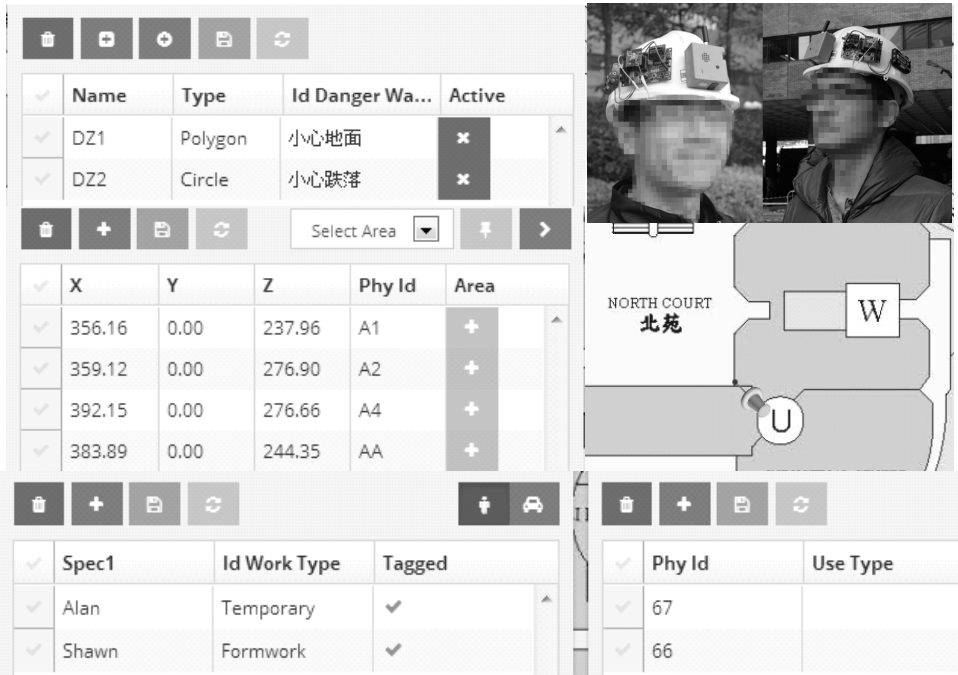 Name Type Id Danger Wa... Active
DZ1 Polygon 小心地面
DZ2 Circle 小心跌落
Select Area
X Y Z Phy Id Area
356.16 0.00 237.96 A1
359.12 0.00 276.90 A2
392.15 0.00 276.66 A4
383.89 0.00 244.35 AA
NORTH COURT
北苑
W
U
Spec1 Id Work Type Tagged
Alan Temporary
Shawn Formwork
Phy Id Use Type
67
66